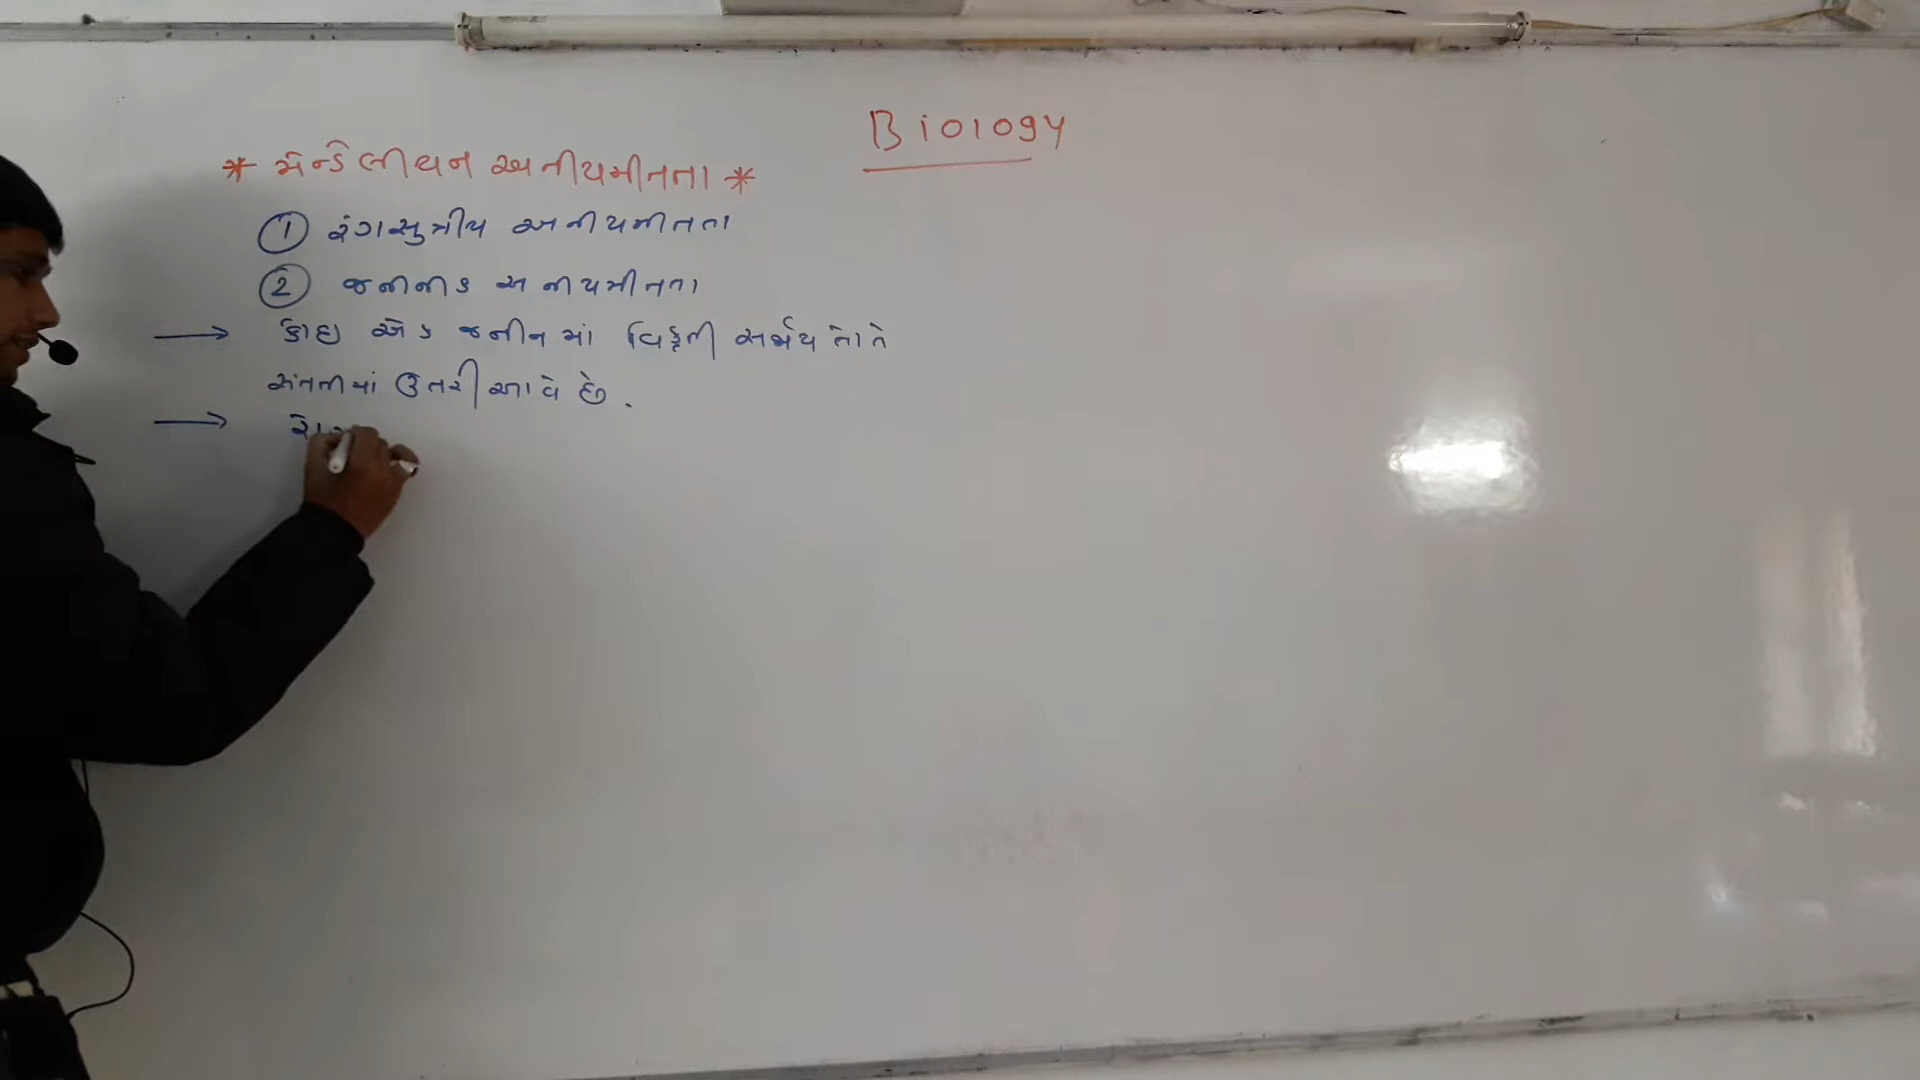 Biology
* મેન્ડેલીયન અનીયમીતતા *
① રંગસુત્રીય અનીયમીતતા
② જનીનીક અનીયમીતતા
→ કોઇ એક જનીન માં વિકૃતી સર્જાય તો તે
સંતતીમાં ઉતરી આવે છે.
→